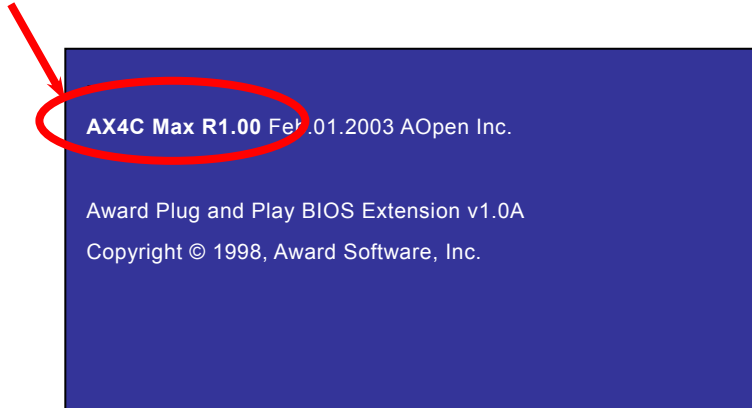 AX4C Max R1.00 Feb.01.2003 AOpen Inc.
Award Plug and Play BIOS Extension v1.0A
Copyright © 1998, Award Software, Inc.